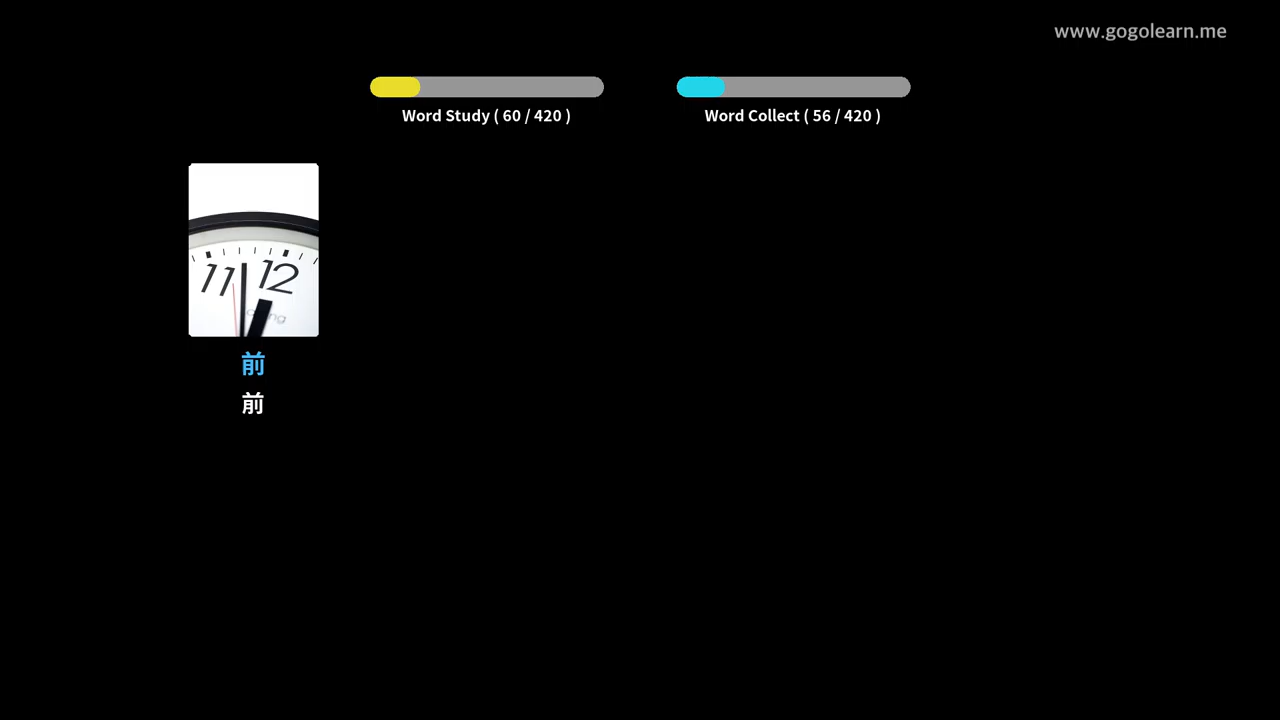 www.gogolearn.me
Word Study ( 60 / 420 )
Word Collect ( 56 / 420 )
11 12
前
前